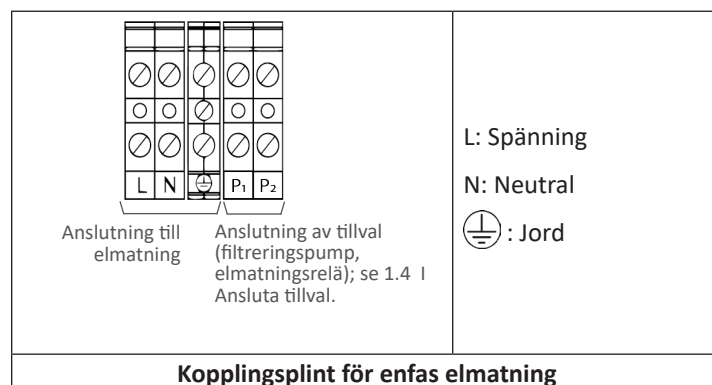 L N P₁ P₂
Anslutning till
elmatning
Anslutning av tillval
(filtreringspump,
elmatningsrelä); se 1.4 I
Ansluta tillval.
L: Spänning
N: Neutral
: Jord
Kopplingsplint för enfas elmatning